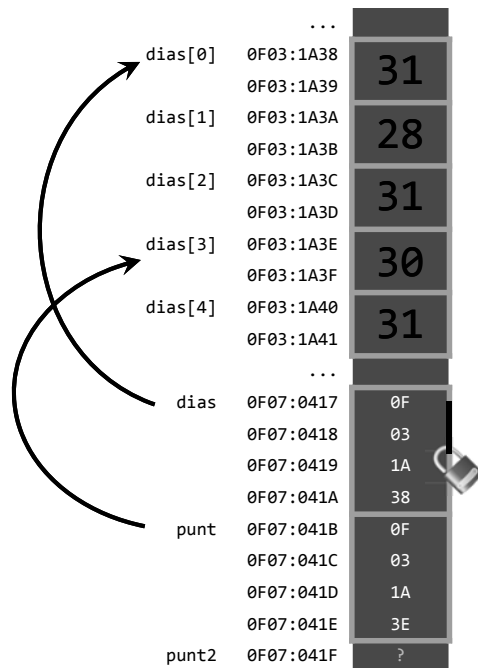 ...
dias[0] 0F03:1A38 31
0F03:1A39
dias[1] 0F03:1A3A 28
0F03:1A3B
dias[2] 0F03:1A3C 31
0F03:1A3D
dias[3] 0F03:1A3E 30
0F03:1A3F
dias[4] 0F03:1A40 31
0F03:1A41
...
dias 0F07:0417 0F
0F07:0418 03
0F07:0419 1A
0F07:041A 38
punt 0F07:041B 0F
0F07:041C 03
0F07:041D 1A
0F07:041E 3E
punt2 0F07:041F ?